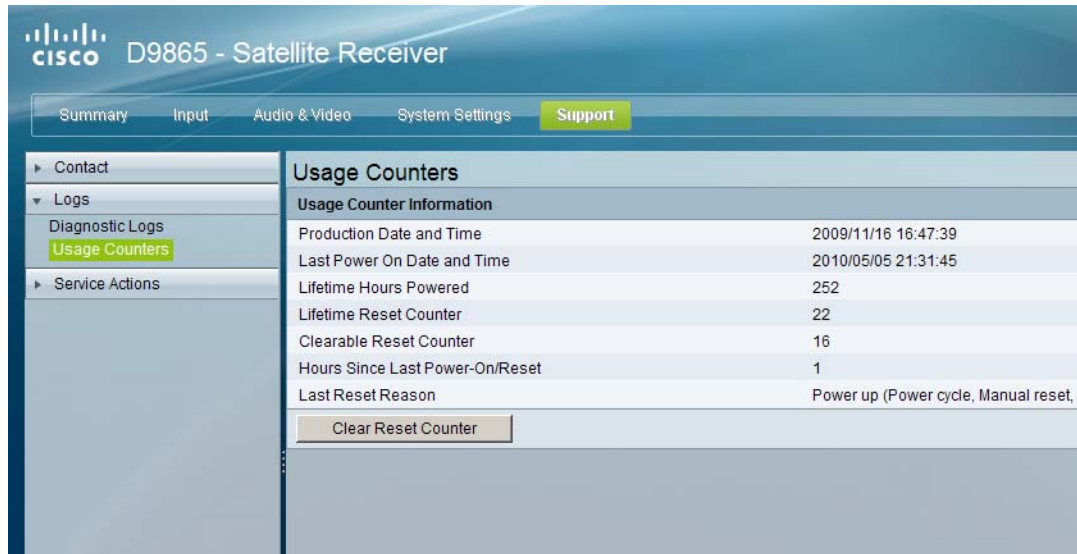 CISCO D9865 - Satellite Receiver
Summary Input Audio & Video System Settings Support
Contact
Logs
Diagnostic Logs
Usage Counters
Service Actions
Usage Counters
Usage Counter Information
Production Date and Time 2009/11/16 16:47:39
Last Power On Date and Time 2010/05/05 21:31:45
Lifetime Hours Powered 252
Lifetime Reset Counter 22
Clearable Reset Counter 16
Hours Since Last Power-On/Reset 1
Last Reset Reason Power up (Power cycle, Manual reset,
Clear Reset Counter